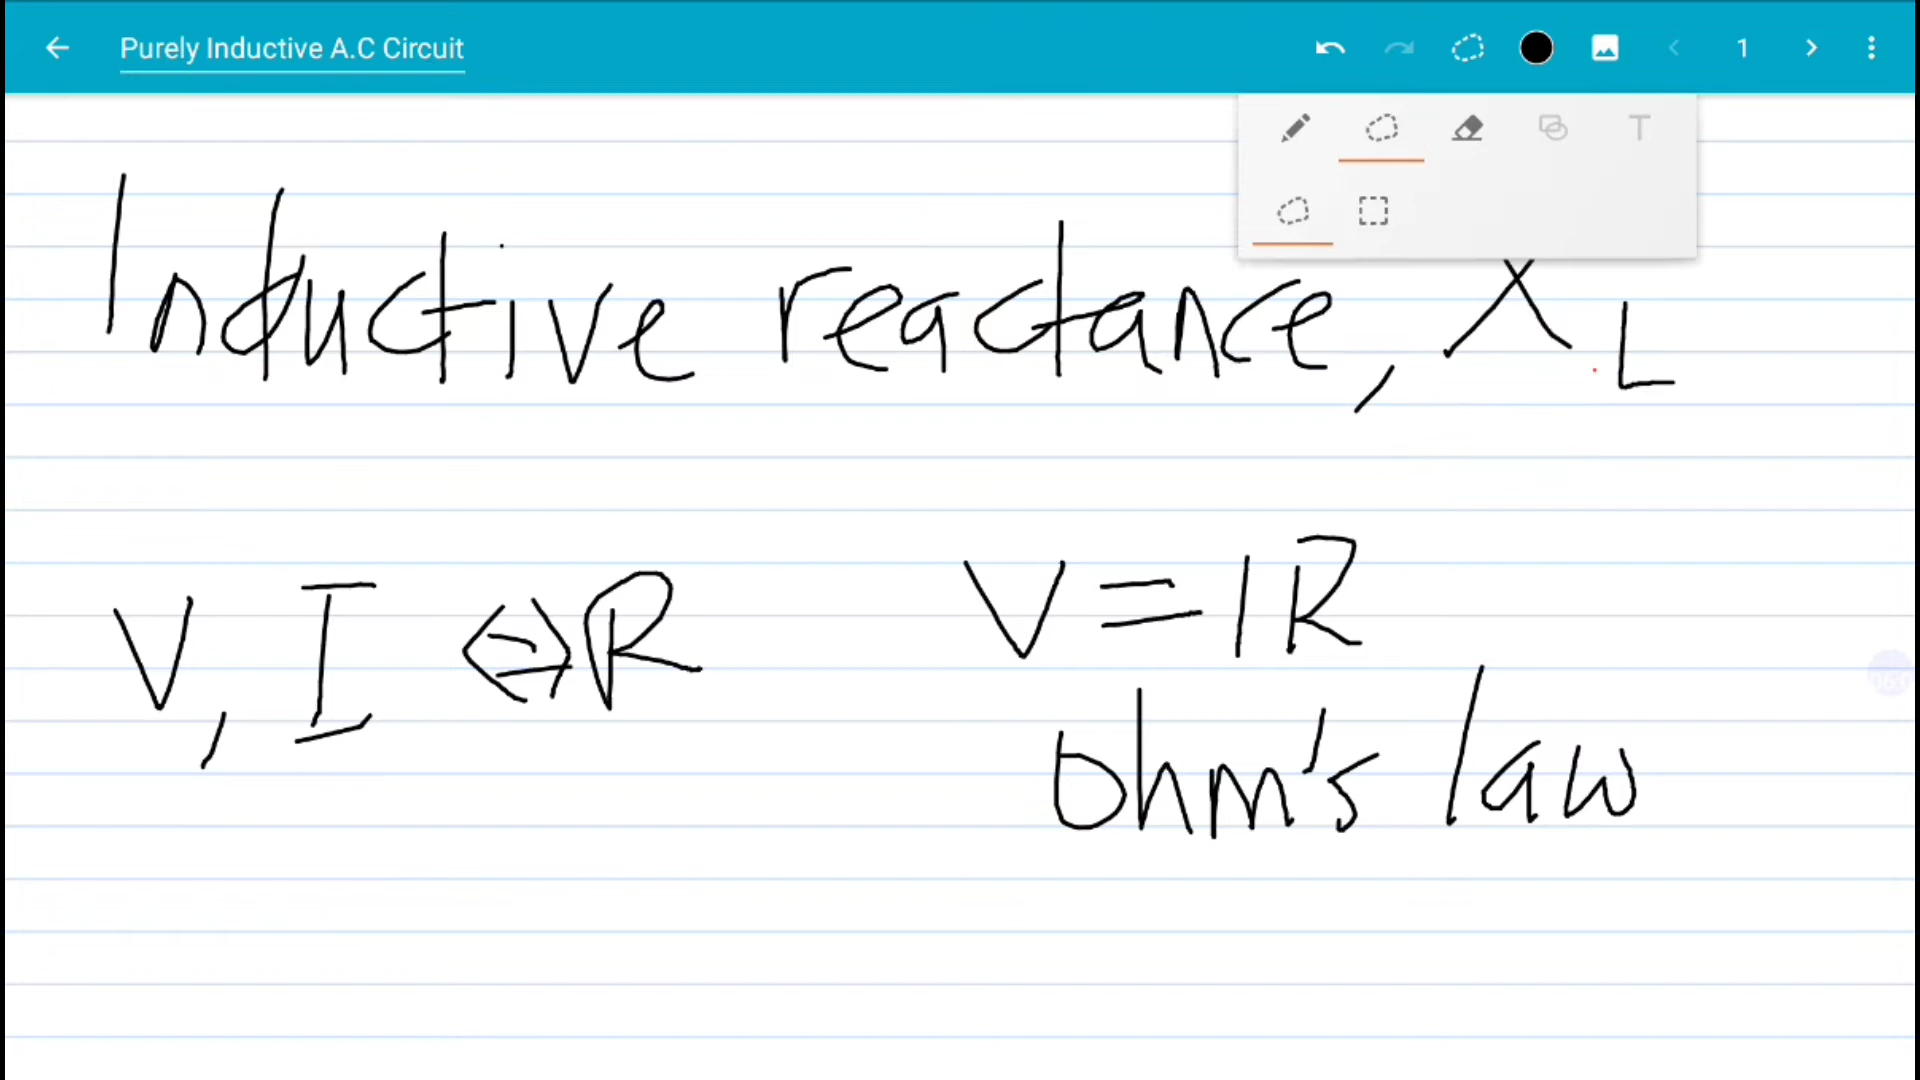 Purely Inductive A.C Circuit
1
T
Inductive reactance, XL
V, I <=> R
V = IR
ohm's law